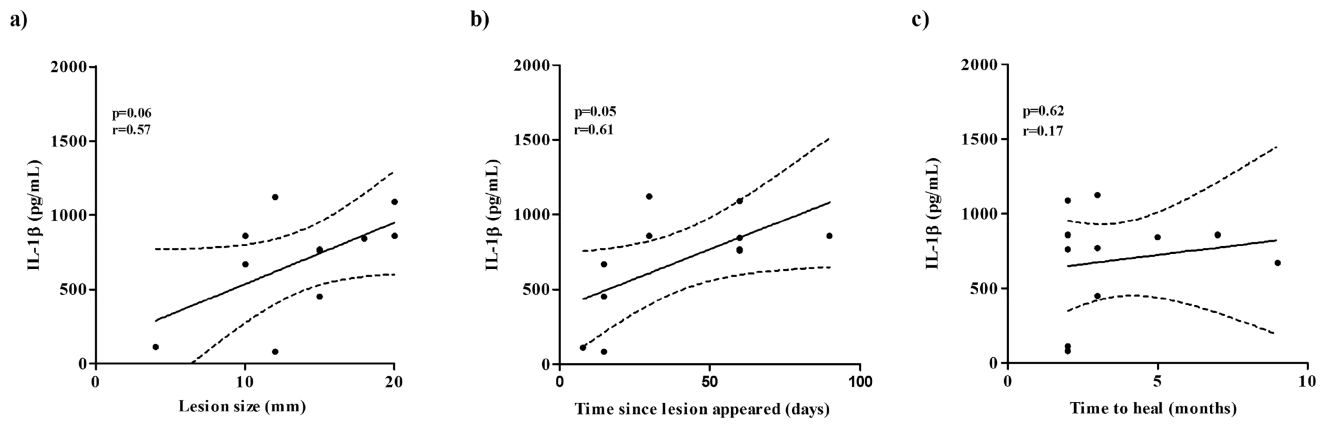 a)
IL-1β (pg/mL)
2000
1500
1000
500
0
p=0.06
r=0.57
0
10
20
Lesion size (mm)
b)
IL-1β (pg/mL)
2000
1500
1000
500
0
p=0.05
r=0.61
0
50
100
Time since lesion appeared (days)
c)
IL-1β (pg/mL)
2000
1500
1000
500
0
p=0.62
r=0.17
0
5
10
Time to heal (months)